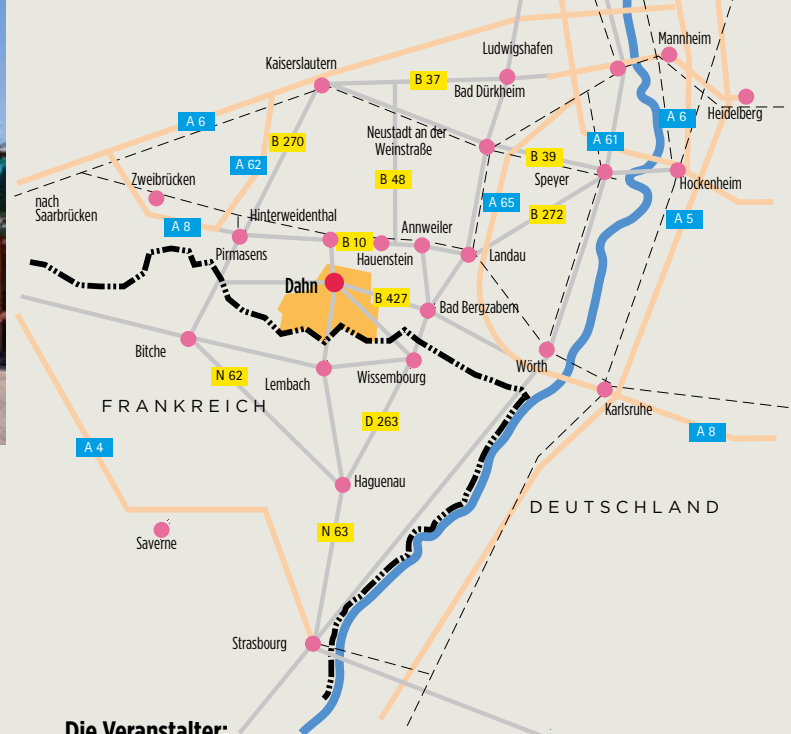 Mannheim
Ludwigshafen
Kaiserslautern
B 37
Bad Dürkheim
Heidelberg
A 6
A 6
Neustadt an der
Weinstraße
B 270
A 61
A 62
B 39
Zweibrücken
B 48
Speyer
Hockenheim
nach
Saarbrücken
A 65
B 272
A 5
A 8
Hinterweidenthal
Annweiler
B 10
Pirmasens
Hauenstein
Landau
Dahn
B 427
Bad Bergzabern
Bitche
Wörth
N 62
Lembach
Wissembourg
Karlsruhe
FRANKREICH
D 263
A 8
A 4
Haguenau
DEUTSCHLAND
N 63
Saverne
Strasbourg
Die Veranstalter: